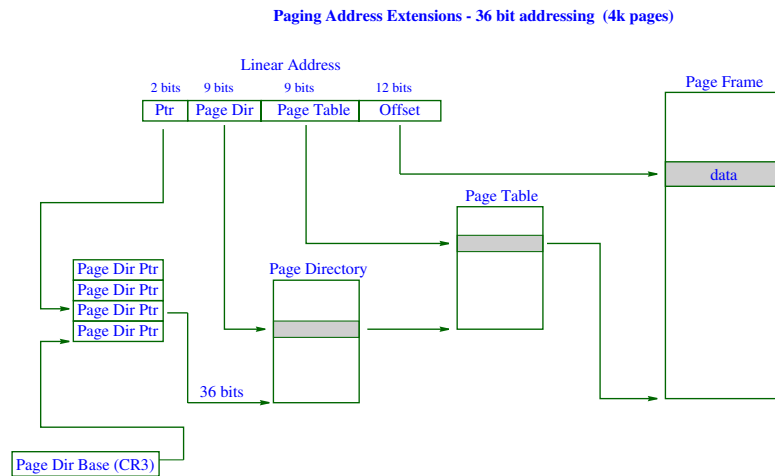 Paging Address Extensions - 36 bit addressing (4k pages)
Linear Address
2 bits 9 bits 9 bits 12 bits
Ptr Page Dir Page Table Offset
Page Frame
data
Page Table
Page Directory
Page Dir Ptr
Page Dir Ptr
Page Dir Ptr
Page Dir Ptr
36 bits
Page Dir Base (CR3)